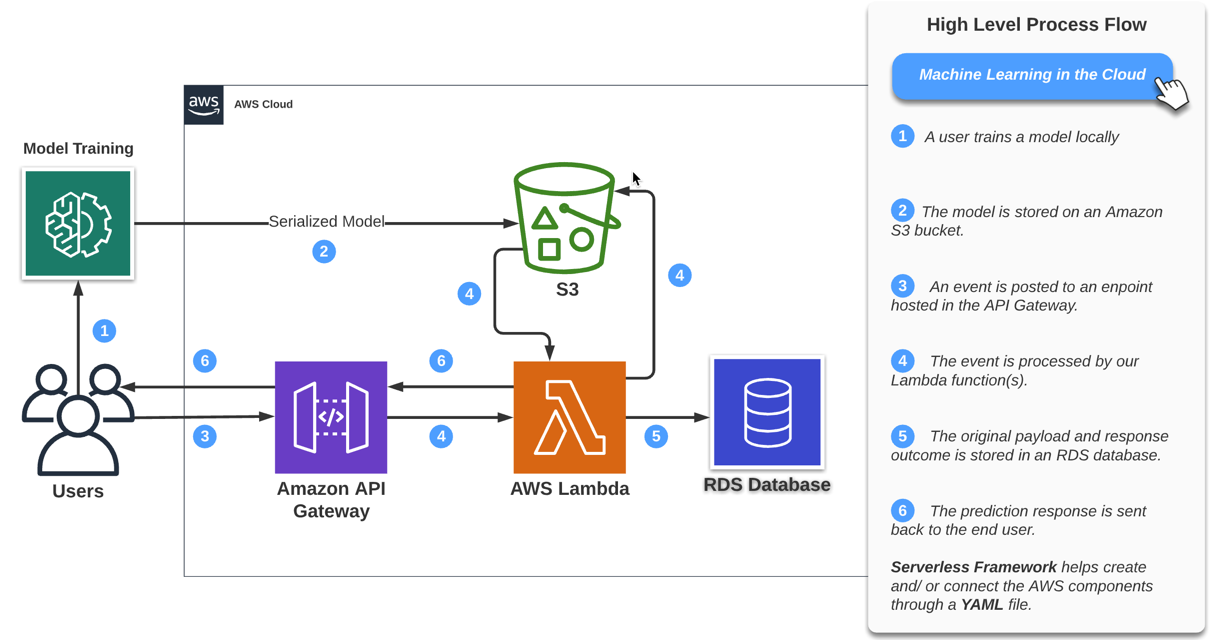 High Level Process Flow
Machine Learning in the Cloud
aws
AWS Cloud
Model Training
Serialized Model
2
S3
4
4
1
6
6
3
4
5
</>
Users
Amazon API
Gateway
AWS Lambda
RDS Database
1 A user trains a model locally
2 The model is stored on an Amazon
S3 bucket.
3 An event is posted to an enpoint
hosted in the API Gateway.
4 The event is processed by our
Lambda function(s).
5 The original payload and response
outcome is stored in an RDS database.
6 The prediction response is sent
back to the end user.
Serverless Framework helps create
and/ or connect the AWS components
through a YAML file.